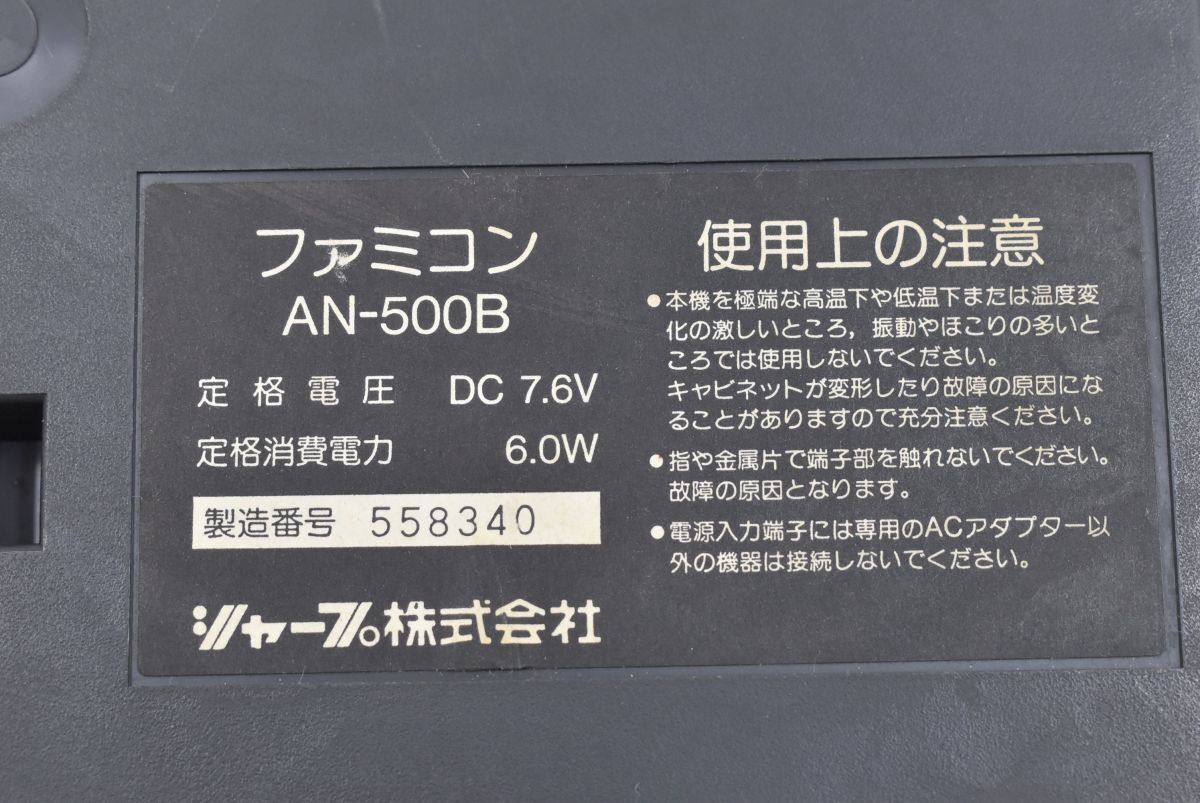 ファミコン
AN-500B
定格電圧 DC 7.6V
定格消費電力 6.0W
製造番号 558340
シャープ株式会社
使用上の注意
●本機を極端な高温下や低温下または温度変
化の激しいところ，振動やほこりの多いと
ころでは使用しないでください。
キャビネットが変形したり故障の原因にな
ることがありますので充分注意ください。
●指や金属片で端子部を触れないでください。
故障の原因となります。
●電源入力端子には専用のACアダプター以
外の機器は接続しないでください。